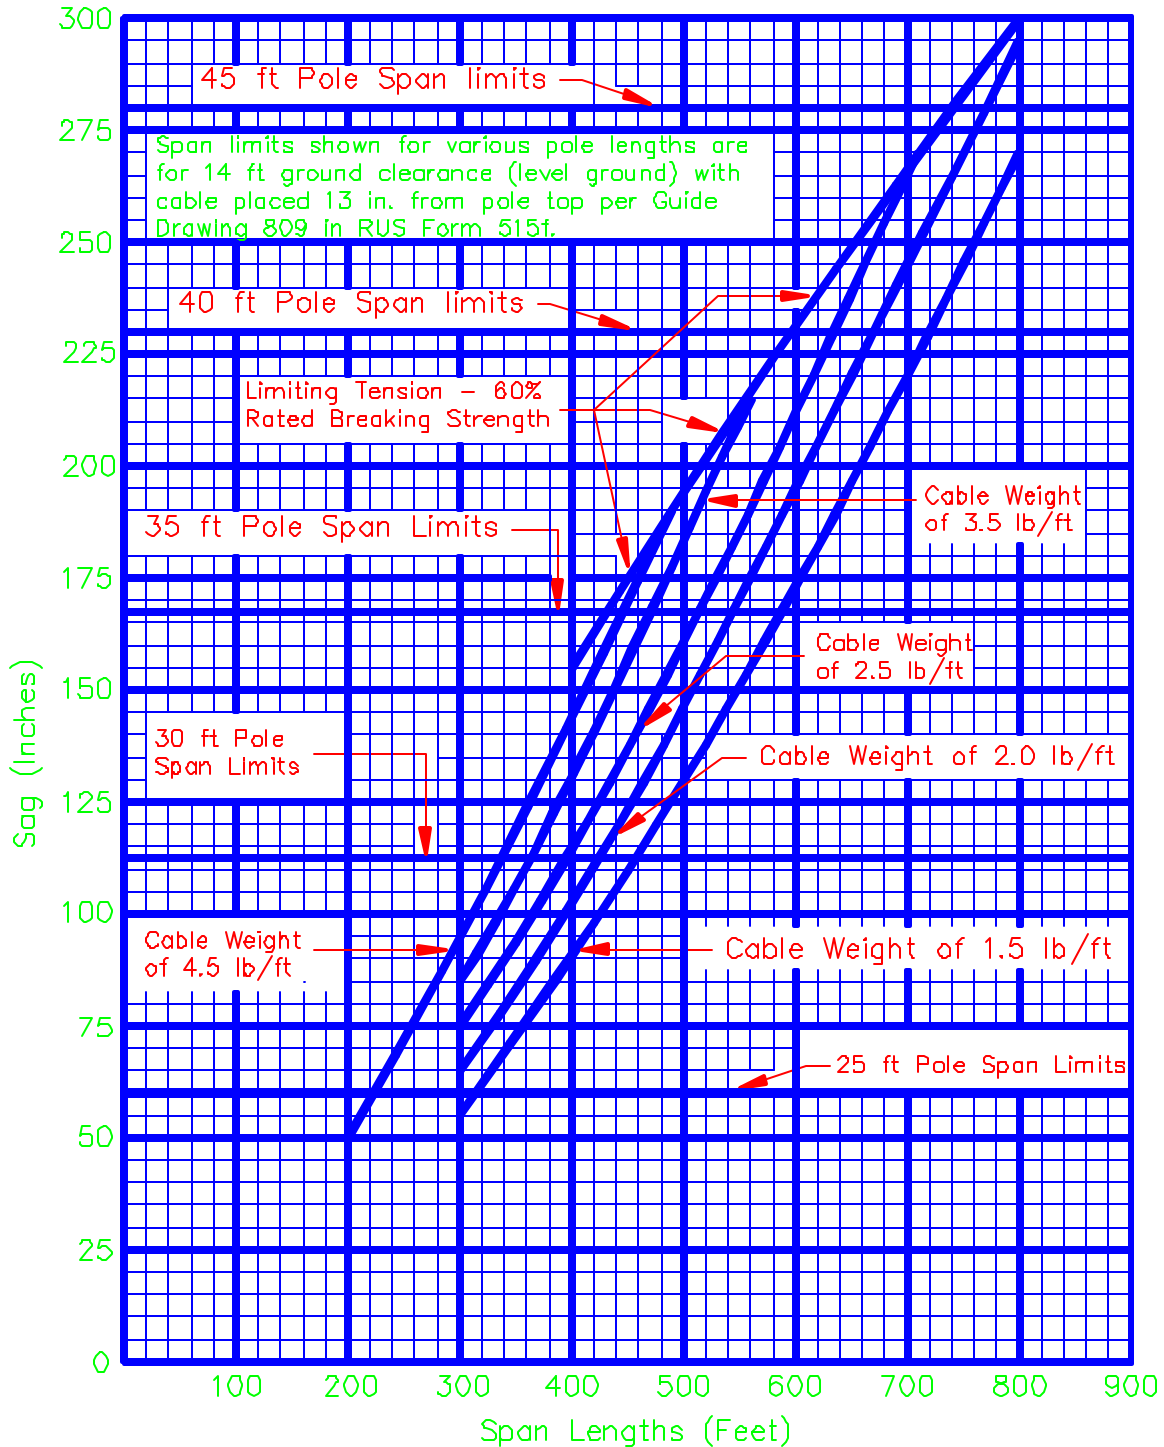 300
45 ft Pole Span limits
275
Span limits shown for various pole lengths are
for 14 ft ground clearance (level ground) with
cable placed 13 in. from pole top per Guide
Drawing 809 in RUS Form 515f.
250
40 ft Pole Span limits
225
Limiting Tension - 60%
Rated Breaking Strength
200
Cable Weight
of 3.5 lb/ft
35 ft Pole Span Limits
175
Cable Weight
of 2.5 lb/ft
150
30 ft Pole
Span Limits
Cable Weight of 2.0 lb/ft
Sag (Inches)
125
100
Cable Weight
of 4.5 lb/ft
Cable Weight of 1.5 lb/ft
75
25 ft Pole Span Limits
50
25
0
100 200 300 400 500 600 700 800 900
Span Lengths (Feet)